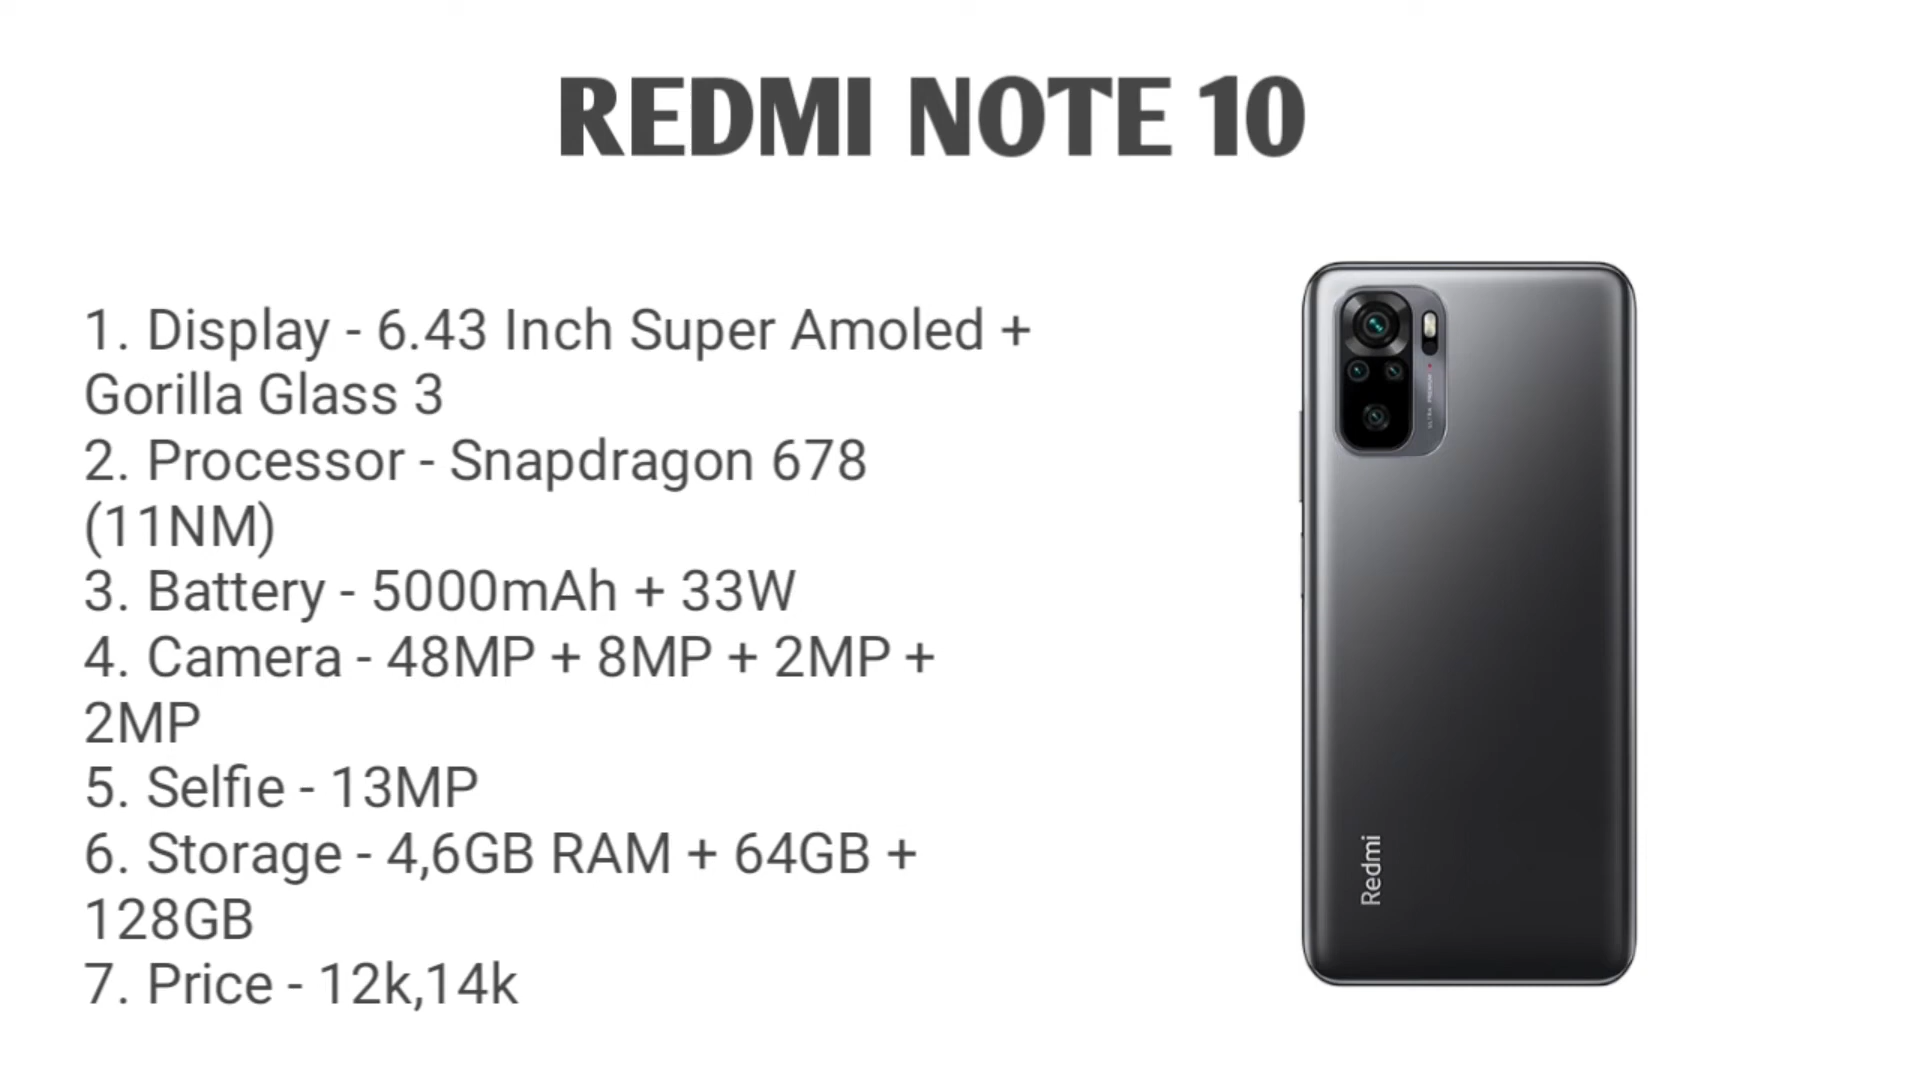 REDMI NOTE 10
1. Display - 6.43 Inch Super Amoled +
Gorilla Glass 3
2. Processor - Snapdragon 678
(11NM)
3. Battery - 5000mAh + 33W
4. Camera - 48MP + 8MP + 2MP +
2MP
5. Selfie - 13MP
6. Storage - 4,6GB RAM + 64GB +
128GB
7. Price - 12k,14k
Redmi